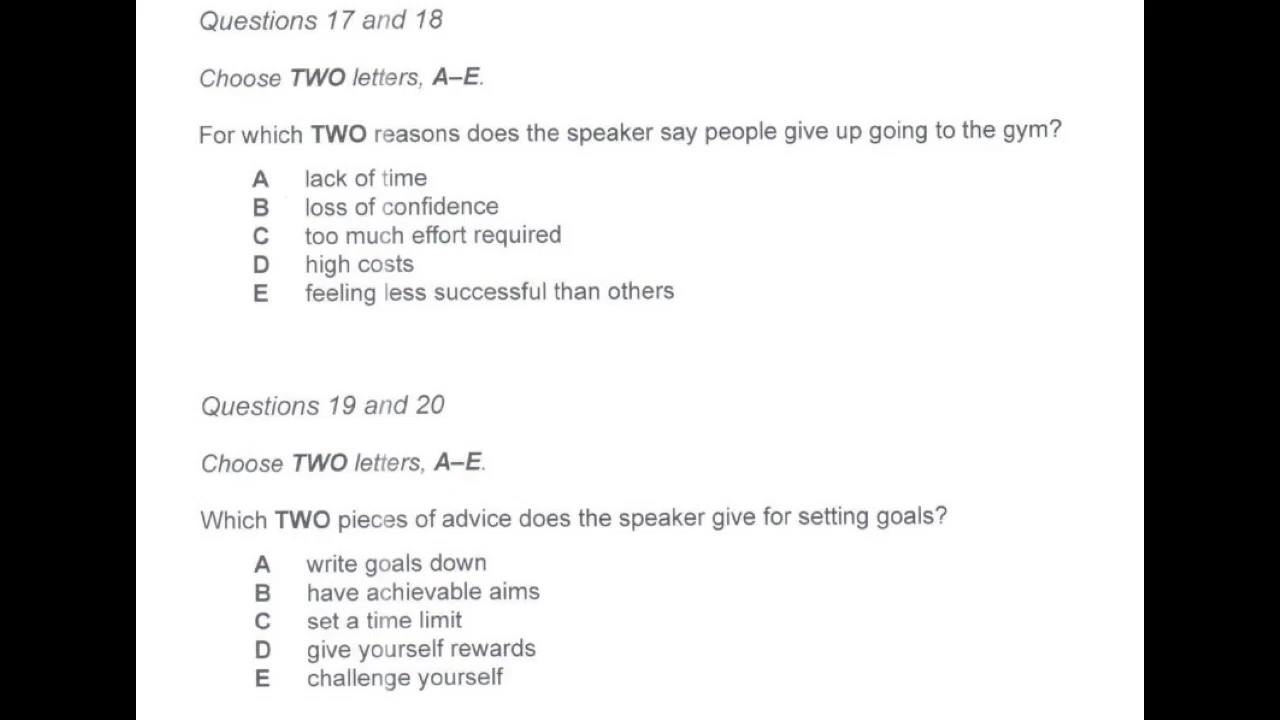 Questions 17 and 18
Choose TWO letters, A–E.
For which TWO reasons does the speaker say people give up going to the gym?
A lack of time
B loss of confidence
C too much effort required
D high costs
E feeling less successful than others
Questions 19 and 20
Choose TWO letters, A–E.
Which TWO pieces of advice does the speaker give for setting goals?
A write goals down
B have achievable aims
C set a time limit
D give yourself rewards
E challenge yourself